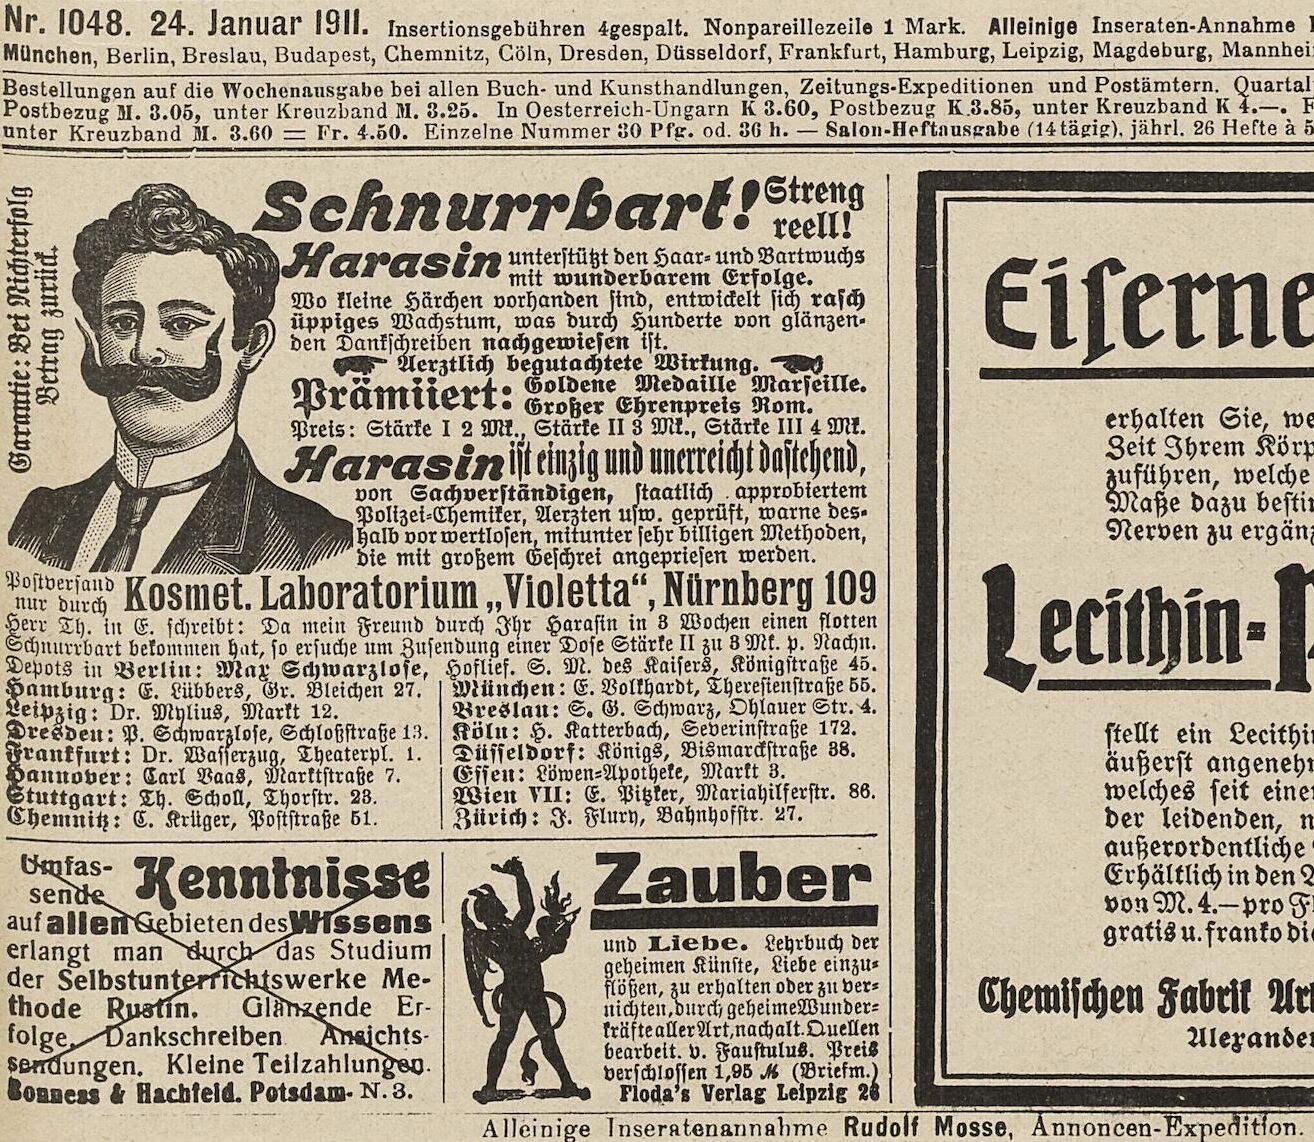 Nr. 1048. 24. Januar 1911. Insertionsgebühren 4gespalt. Nonpareillezeile 1 Mark. Alleinige Inseraten-Annahme
München, Berlin, Breslau, Budapest, Chemnitz, Cöln, Dresden, Düsseldorf, Frankfurt, Hamburg, Leipzig, Magdeburg, Mannhei
Bestellungen auf die Wochenausgabe bei allen Buch- und Kunsthandlungen, Zeitungs-Expeditionen und Postämtern. Quartal
Postbezug M. 3.05, unter Kreuzband M. 3.25. In Oesterreich-Ungarn K 3.60, Postbezug K 3.85, unter Kreuzband K 4.—.
unter Kreuzband M. 3.60 = Fr. 4.50. Einzelne Nummer 30 Pfg. od. 36 h. — Salon-Heftausgabe (14tägig), jährl. 26 Hefte à 5
Garantie: Bei Nichterfolg
Betrag zurück.
Schnurrbart! Streng
reell!
Harasin unterstützt den Haar- und Bartwuchs
mit wunderbarem Erfolge.
Wo kleine Härchen vorhanden sind, entwickelt sich rasch
üppiges Wachstum, was durch Hunderte von glänzen-
den Dankschreiben nachgewiesen ist.
Aerztlich begutachtete Wirkung.
Prämiiert: Goldene Medaille Marseille.
Großer Ehrenpreis Rom.
Preis: Stärke I 2 Mk., Stärke II 3 Mk., Stärke III 4 Mk.
Harasin ist einzig und unerreicht dastehend,
von Sachverständigen, staatlich approbiertem
Polizei-Chemiker, Aerzten usw. geprüft, warne des-
halb vor wertlosen, mitunter sehr billigen Methoden,
die mit großem Geschrei angepriesen werden.
Postversand
nur durch Kosmet. Laboratorium „Violetta“, Nürnberg 109
Herr Th. in E. schreibt: Da mein Freund durch Ihr Harasin in 3 Wochen einen flotten
Schnurrbart bekommen hat, so ersuche um Zusendung einer Dose Stärke II zu 3 Mk. p. Nachn.
Depots in Berlin: Max Schwarzlose, Hoflief. S. M. des Kaisers, Königstraße 45.
Hamburg: E. Lübbers, Gr. Bleichen 27.
Leipzig: Dr. Mylius, Markt 12.
Dresden: P. Schwarzlose, Schloßstraße 13.
Frankfurt: Dr. Wasserzug, Theaterpl. 1.
Hannover: Carl Baas, Marktstraße 7.
Stuttgart: Th. Scholl, Thorstr. 23.
Chemnitz: C. Krüger, Poststraße 51.
München: E. Volkhardt, Theresienstraße 55.
Breslau: S. G. Schwarz, Ohlauer Str. 4.
Köln: H. Katterbach, Severinstraße 172.
Düsseldorf: Königs, Bismarckstraße 38.
Essen: Löwen-Apotheke, Markt 3.
Wien VII: E. Pitzker, Mariahilferstr. 86.
Zürich: J. Flury, Bahnhofstr. 27.
Umfas-
sende Kenntnisse
auf allen Gebieten des Wissens
erlangt man durch das Studium
der Selbstunterrichtswerke Me-
thode Rustin. Glänzende Er-
folge. Dankschreiben Ansichts-
sendungen. Kleine Teilzahlungen.
Bonness & Hachfeld. Potsdam- N. 3.
Zauber
und Liebe. Lehrbuch der
geheimen Künste, Liebe einzu-
flößen, zu erhalten oder zu ver-
nichten, durch geheime Wunder-
kräfte aller Art, nach alt. Quellen
bearbeit. v. Faustulus. Preis
verschlossen 1,95 M (Briefm.)
Floda's Verlag Leipzig 26
Eiserne
erhalten Sie, we
Zeit Ihrem Körp
zuführen, welche
Maße dazu besti
Nerven zu ergänz
Lecithin-
stellt ein Lecithi
äußerst angenehm
welches seit eine
der leidenden, n
außerordentliche
Erhältlich in den A
von M. 4.— pro Fl
gratis u. franko di
Chemischen Fabrik Art
Alexander
Alleinige Inseratenannahme Rudolf Mosse, Annoncen-Expedition.